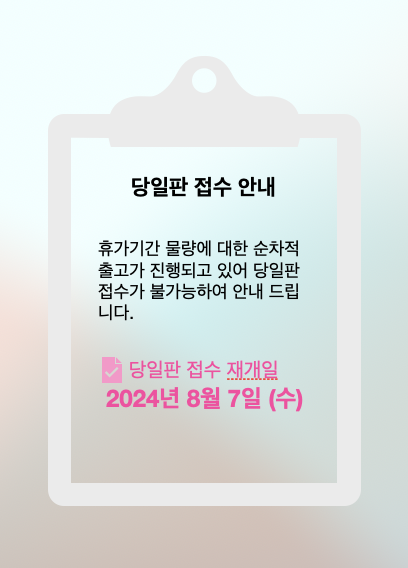 당일판 접수 안내
휴가기간 물량에 대한 순차적
출고가 진행되고 있어 당일판
접수가 불가능하여 안내 드립
니다.
당일판 접수 재개일
2024년 8월 7일 (수)